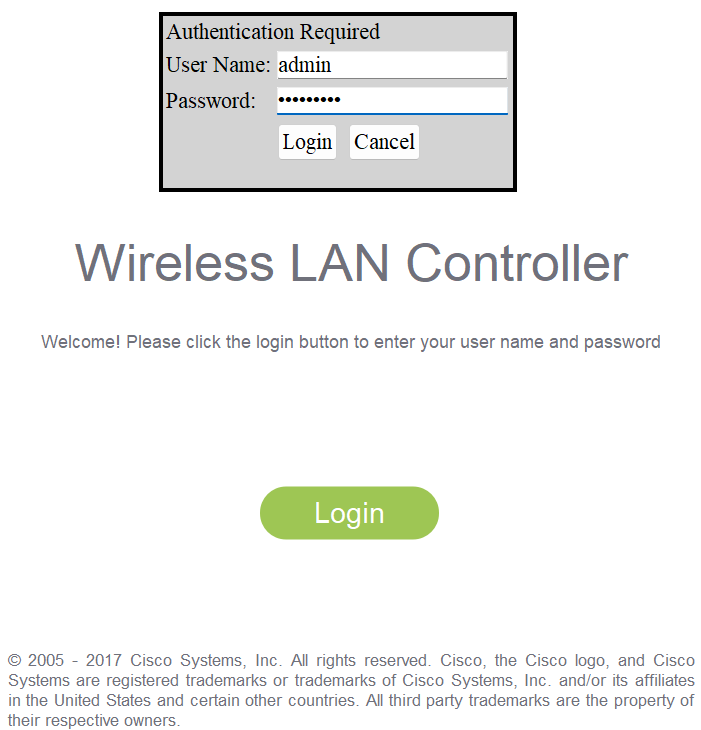 Authentication Required
User Name: admin
Password: •••••••••
Login Cancel
Wireless LAN Controller
Welcome! Please click the login button to enter your user name and password
Login
© 2005 - 2017 Cisco Systems, Inc. All rights reserved. Cisco, the Cisco logo, and Cisco
Systems are registered trademarks or trademarks of Cisco Systems, Inc. and/or its affiliates
in the United States and certain other countries. All third party trademarks are the property of
their respective owners.